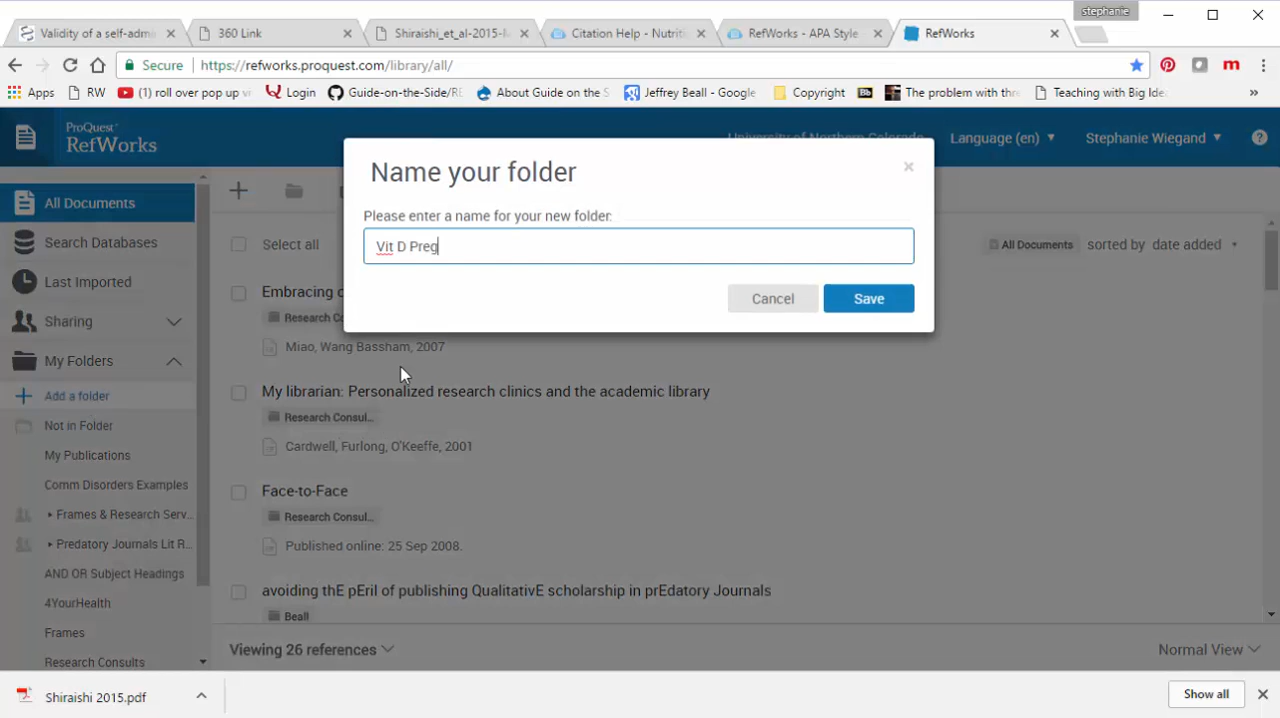 stephanie
Validity of a self-adm
360 Link
Shiraishi_et_al-2015-
Citation Help - Nutriti
RefWorks - APA Style
RefWorks
Secure https://refworks.proquest.com/library/all/
Apps RW (1) roll over pop up v Login Guide-on-the-Side/RE About Guide on the S Jeffrey Beall - Google Copyright The problem with thr Teaching with Big Ide »
ProQuest
RefWorks
University of Northern Colorado
Language (en)
Stephanie Wiegand
Name your folder
Please enter a name for your new folder:
Vit D Preg
Cancel
Save
All Documents
Search Databases
Last Imported
Sharing
My Folders
Add a folder
Not in Folder
My Publications
Comm Disorders Examples
Frames & Research Serv...
Predatory Journals Lit R...
AND OR Subject Headings
4YourHealth
Frames
Research Consults
Select all
All Documents sorted by date added
Embracing
Research
Miao, Wang Bassham, 2007
My librarian: Personalized research clinics and the academic library
Research Consul...
Cardwell, Furlong, O'Keeffe, 2001
Face-to-Face
Research Consul...
Published online: 25 Sep 2008.
avoiding thE pEril of publishing QualitativE scholarship in prEdatory Journals
Beall
Viewing 26 references
Normal View
Shiraishi 2015.pdf
Show all